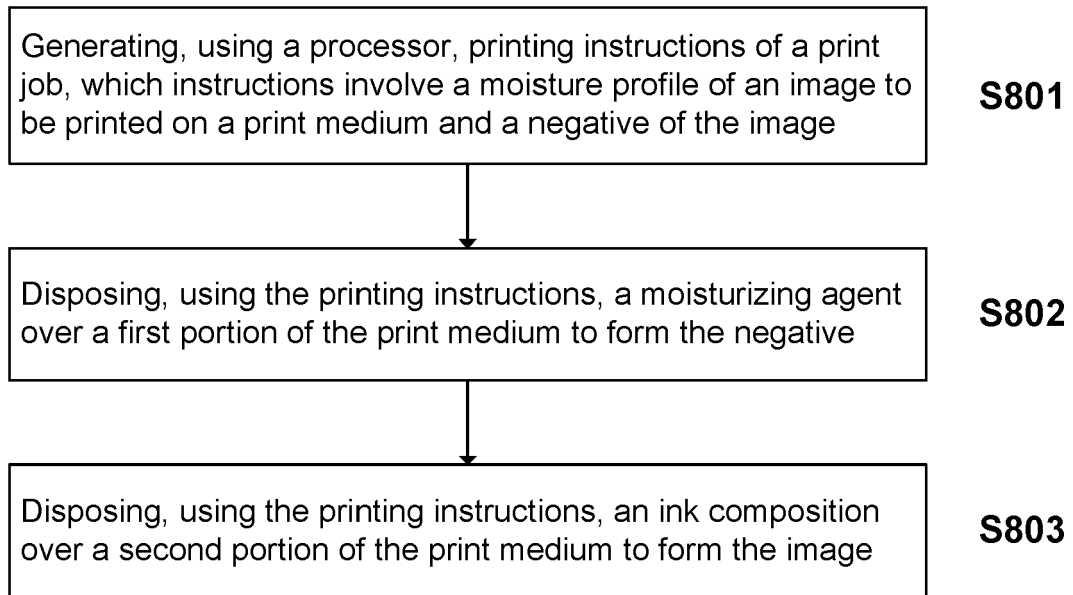 Generating, using a processor, printing instructions of a print
job, which instructions involve a moisture profile of an image to
be printed on a print medium and a negative of the image
S801
Disposing, using the printing instructions, a moisturizing agent
over a first portion of the print medium to form the negative
S802
Disposing, using the printing instructions, an ink composition
over a second portion of the print medium to form the image
S803